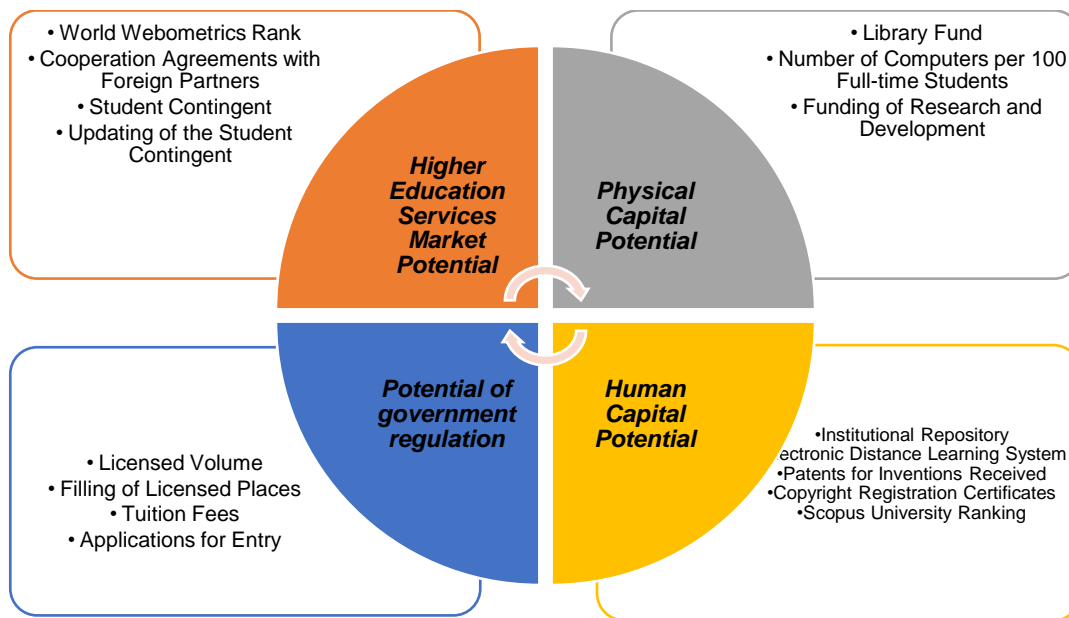 • World Webometrics Rank
• Cooperation Agreements with
Foreign Partners
• Student Contingent
• Updating of the Student
Contingent
Higher
Education
Services
Market
Potential
• Library Fund
• Number of Computers per 100
Full-time Students
• Funding of Research and
Development
Physical
Capital
Potential
Potential of
government
regulation
• Licensed Volume
• Filling of Licensed Places
• Tuition Fees
• Applications for Entry
Human
Capital
Potential
•Institutional Repository
ectronic Distance Learning System
•Patents for Inventions Received
•Copyright Registration Certificates
•Scopus University Ranking